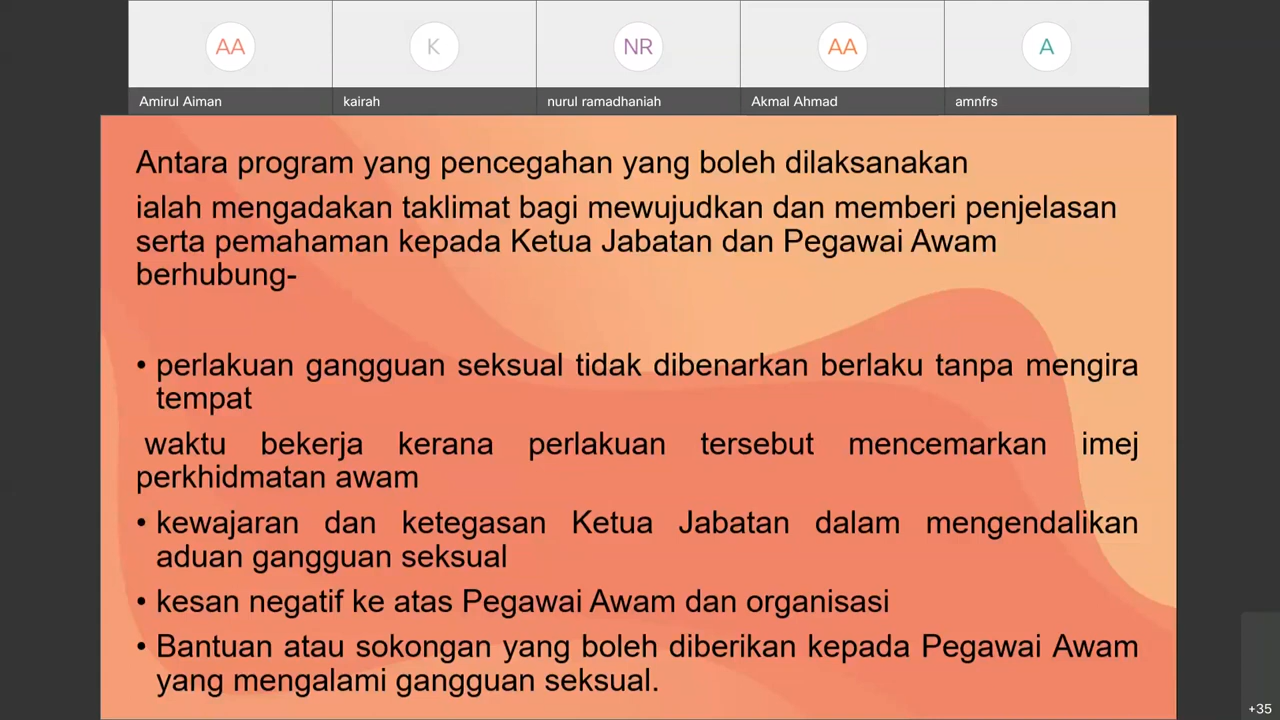 AA K NR AA A
Amirul Aiman kairah nurul ramadhaniah Akmal Ahmad amnfrs
Antara program yang pencegahan yang boleh dilaksanakan
ialah mengadakan taklimat bagi mewujudkan dan memberi penjelasan
serta pemahaman kepada Ketua Jabatan dan Pegawai Awam
berhubung-
• perlakuan gangguan seksual tidak dibenarkan berlaku tanpa mengira
tempat
waktu bekerja kerana perlakuan tersebut mencemarkan imej
perkhidmatan awam
• kewajaran dan ketegasan Ketua Jabatan dalam mengendalikan
aduan gangguan seksual
• kesan negatif ke atas Pegawai Awam dan organisasi
• Bantuan atau sokongan yang boleh diberikan kepada Pegawai Awam
yang mengalami gangguan seksual.
+35